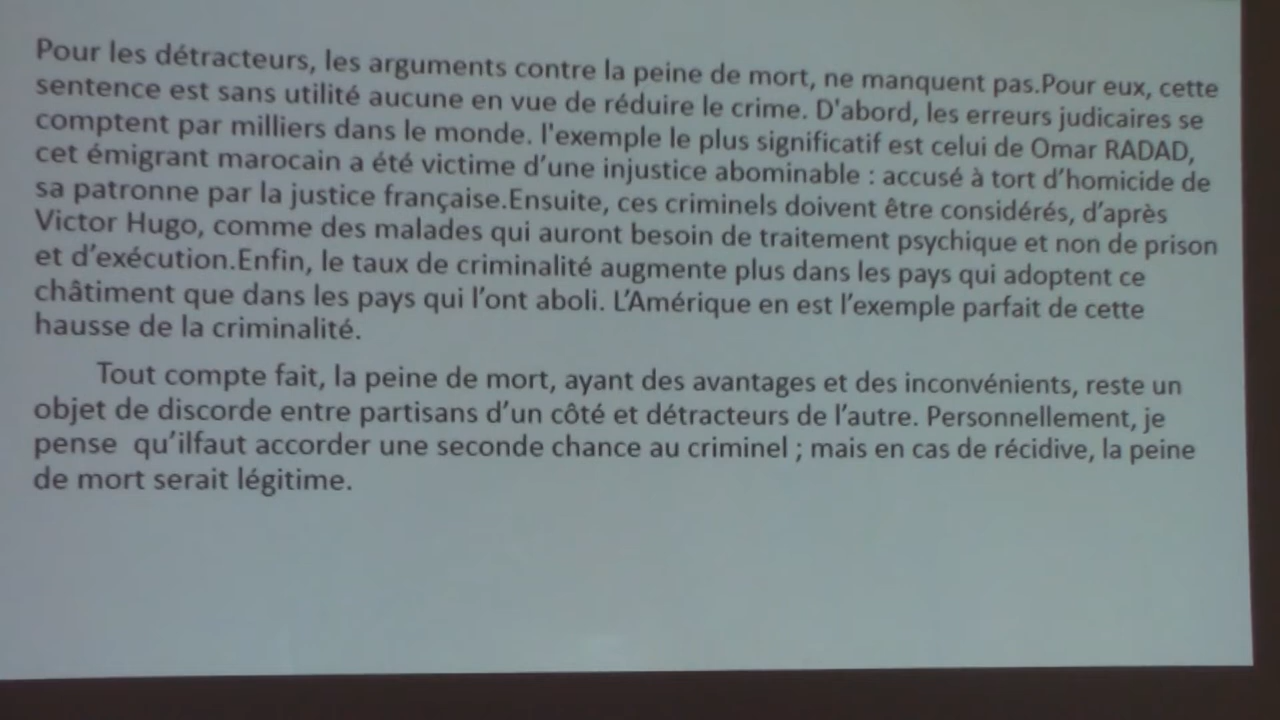 Pour les détracteurs, les arguments contre la peine de mort, ne manquent pas.Pour eux, cette
sentence est sans utilité aucune en vue de réduire le crime. D'abord, les erreurs judicaires se
comptent par milliers dans le monde. l'exemple le plus significatif est celui de Omar RADAD,
cet émigrant marocain a été victime d’une injustice abominable : accusé à tort d’homicide de
sa patronne par la justice française.Ensuite, ces criminels doivent être considérés, d’après
Victor Hugo, comme des malades qui auront besoin de traitement psychique et non de prison
et d’exécution.Enfin, le taux de criminalité augmente plus dans les pays qui adoptent ce
châtiment que dans les pays qui l’ont aboli. L’Amérique en est l’exemple parfait de cette
hausse de la criminalité.
Tout compte fait, la peine de mort, ayant des avantages et des inconvénients, reste un
objet de discorde entre partisans d’un côté et détracteurs de l’autre. Personnellement, je
pense  qu’ilfaut accorder une seconde chance au criminel ; mais en cas de récidive, la peine
de mort serait légitime.